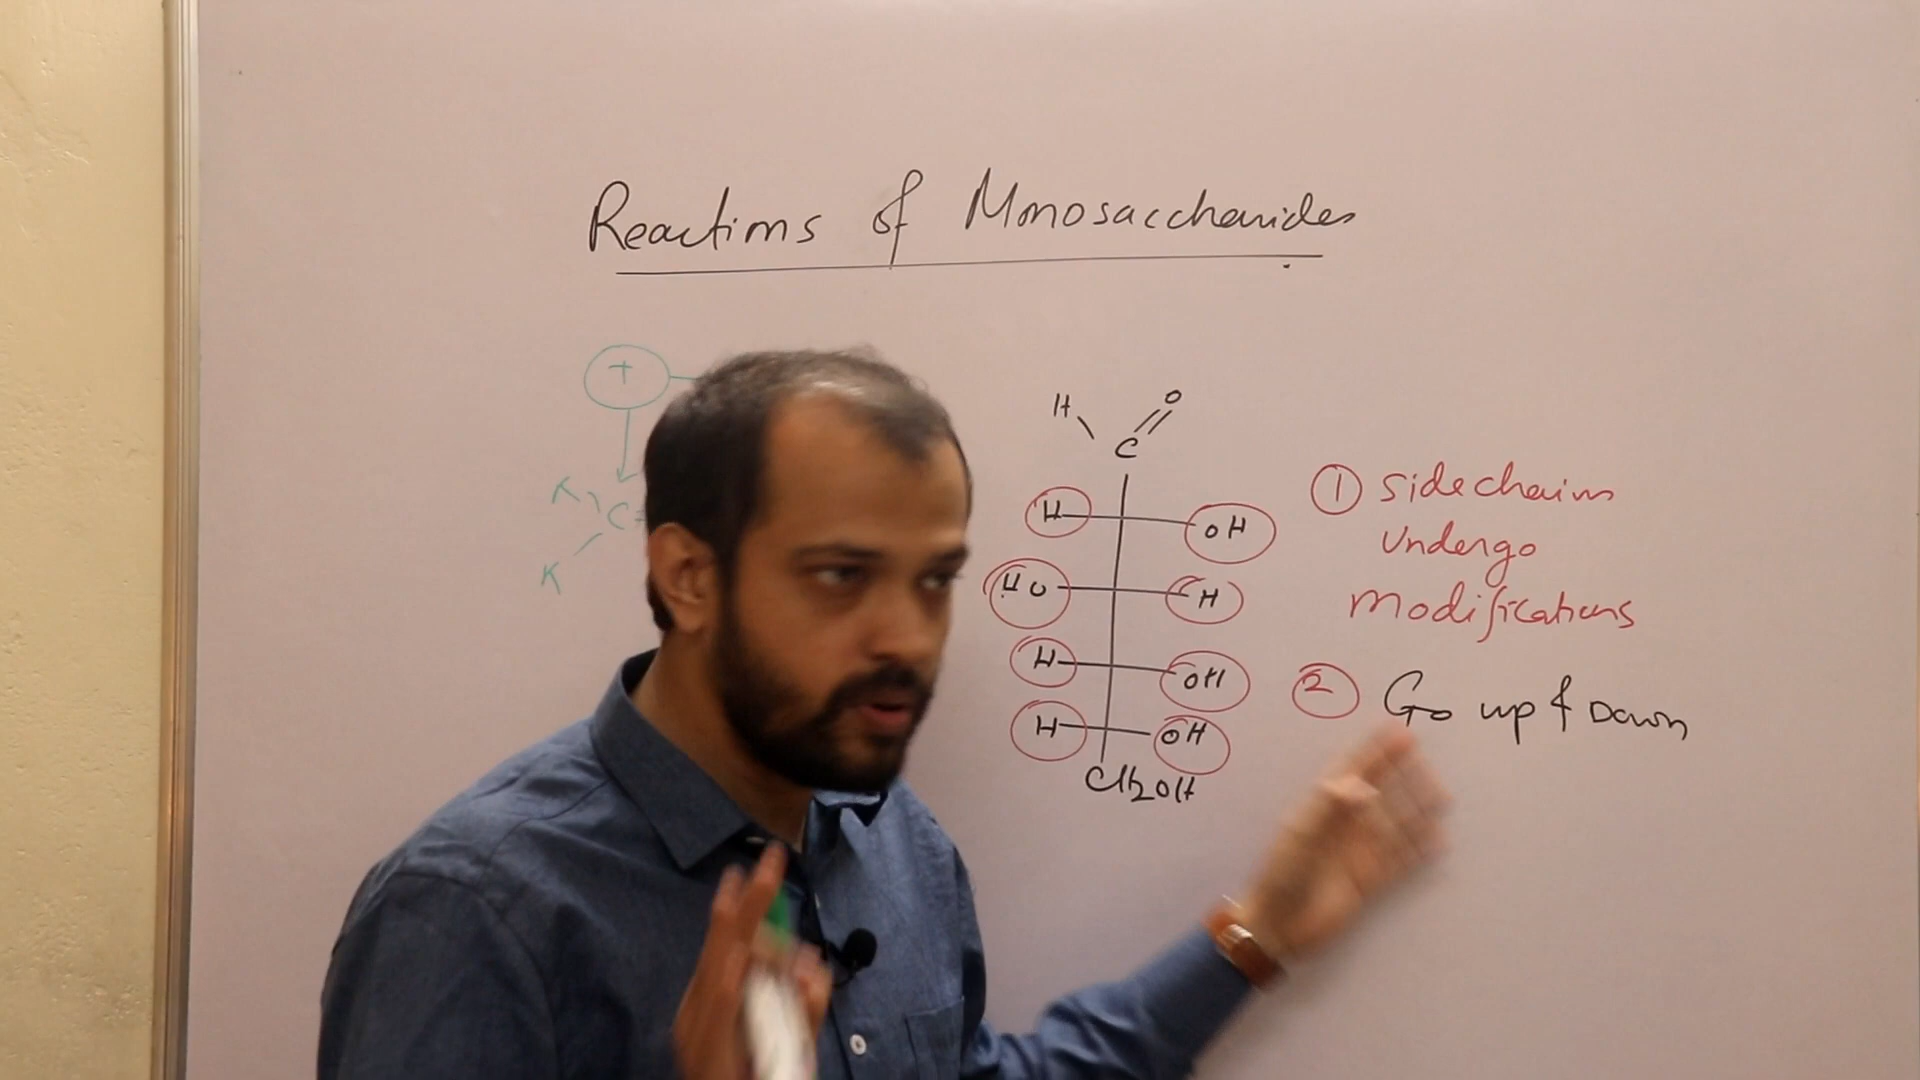 Reactions of Monosaccharides
+
K
C
K
H O
C
H OH
HO H
H OH
H OH
CH2OH
① sidechains
undergo
modifications
② Go up & Down